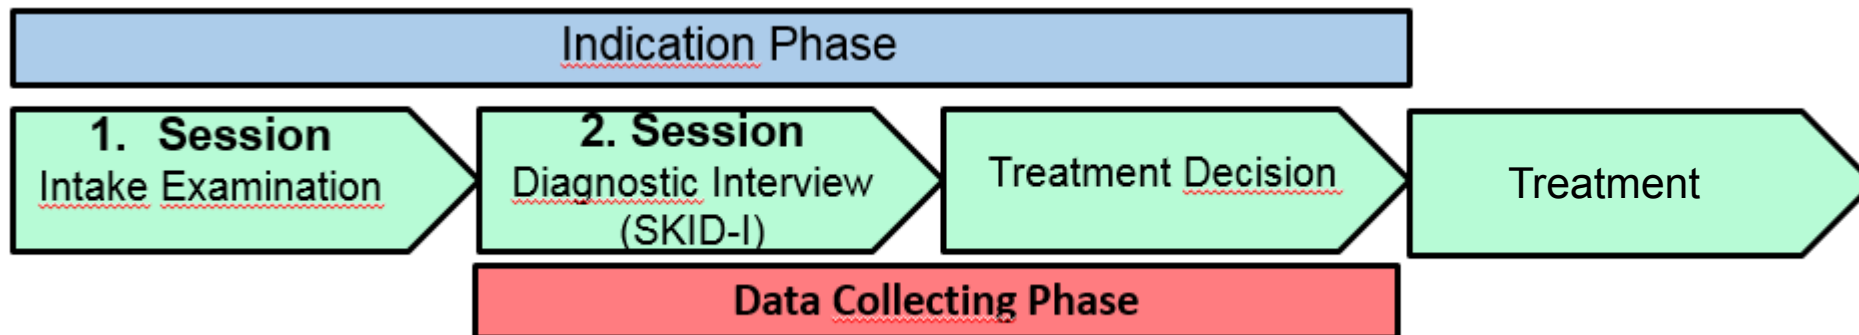 Indication Phase
1. Session
Intake Examination
2. Session
Diagnostic Interview
(SKID-I)
Treatment Decision
Treatment
Data Collecting Phase